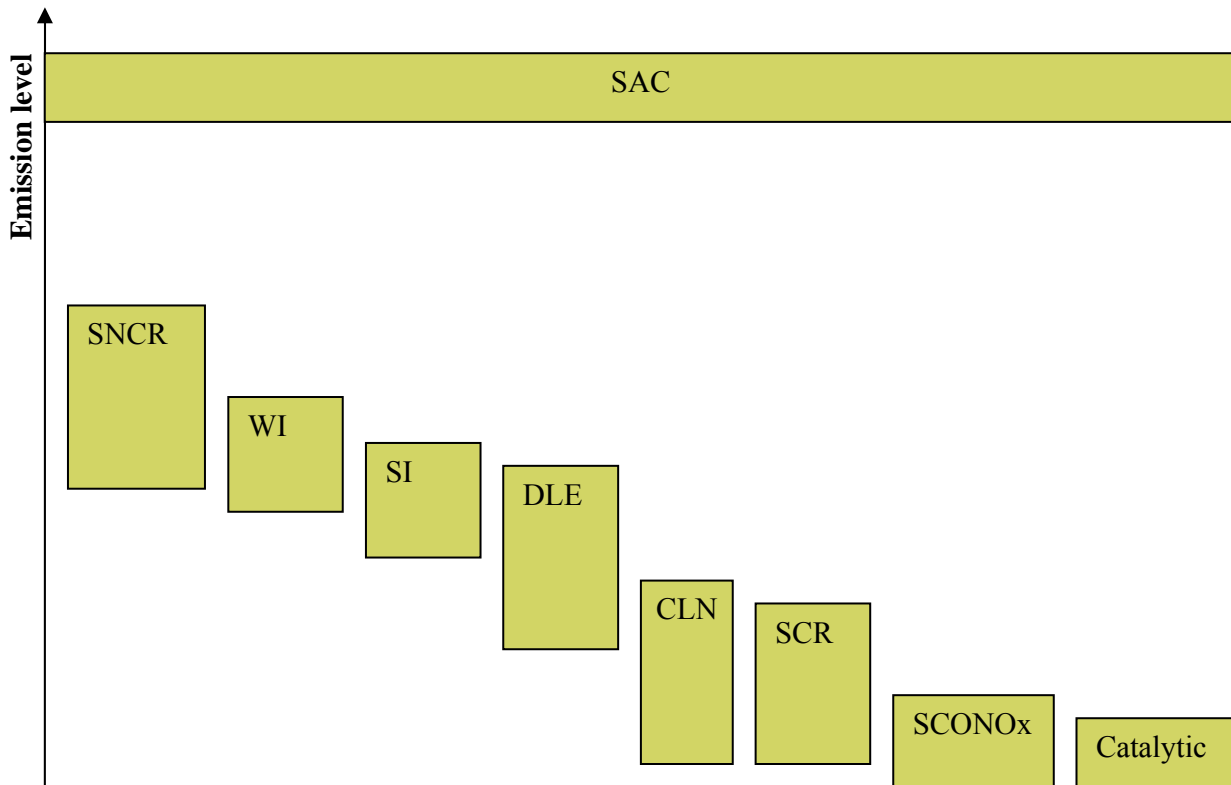 Emission level
SAC
SNCR
WI
SI
DLE
CLN
SCR
SCONOx
Catalytic